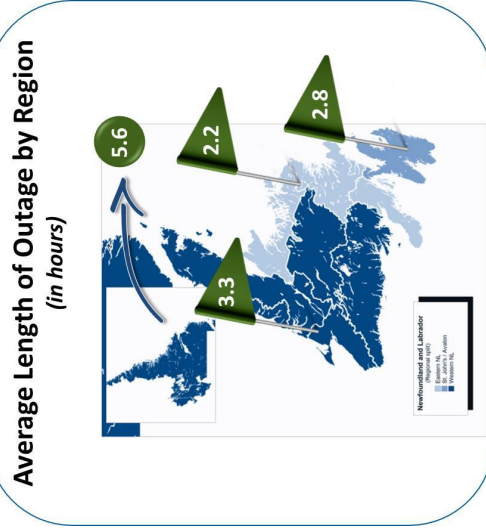 Average Length of Outage by Region
(in hours)
5.6
2.2
2.8
3.3
Newfoundland and Labrador
(Regional split)
Eastern NL
St. John's / Avalon
Western NL